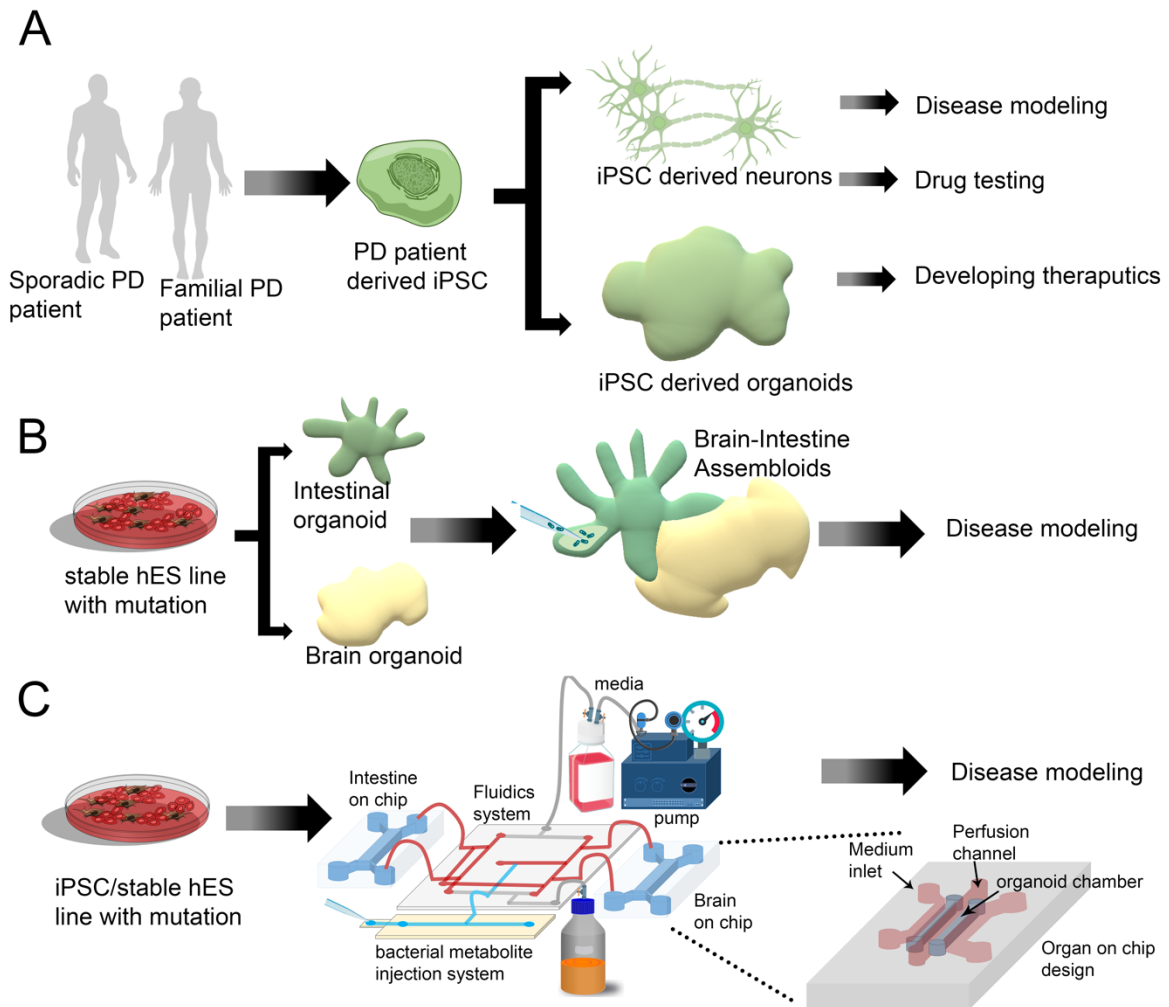 A
Sporadic PD
patient
Familial PD
patient
PD patient
derived iPSC
iPSC derived neurons
iPSC derived organoids
Disease modeling
Drug testing
Developing theraputics
B
stable hES line
with mutation
Intestinal
organoid
Brain organoid
Brain-Intestine
Assembloids
Disease modeling
C
iPSC/stable hES
line with mutation
Intestine
on chip
Fluidics
system
media
pump
Brain
on chip
bacterial metabolite
injection system
Disease modeling
Medium
inlet
Perfusion
channel
organoid chamber
Organ on chip
design